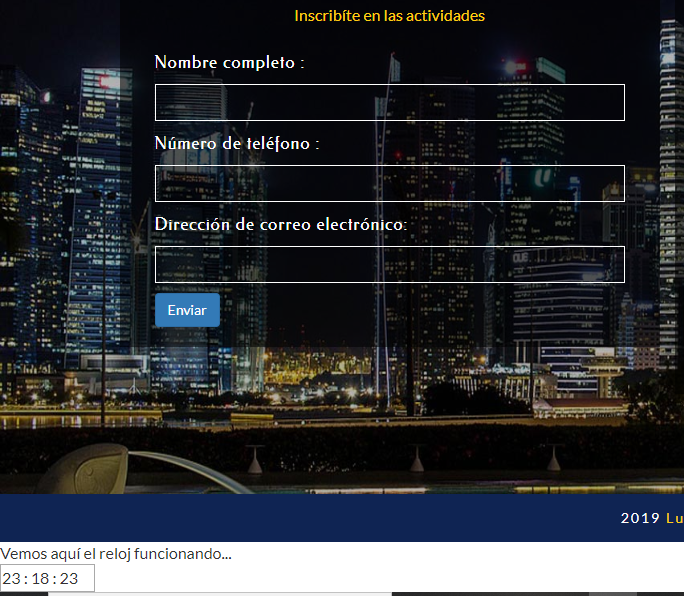 Inscribíte en las actividades
Nombre completo :
Número de teléfono :
Dirección de correo electrónico:
Enviar
2019 Lu
Vemos aquí el reloj funcionando...
23 : 18 : 23